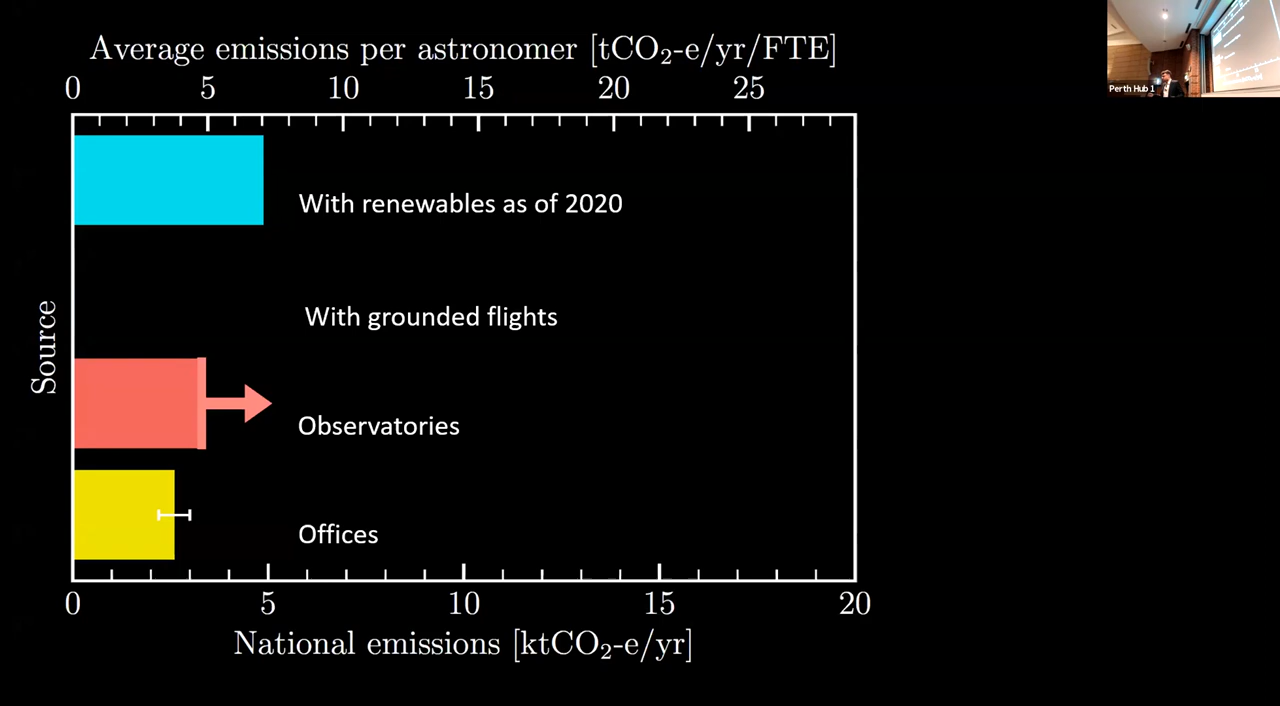 Average emissions per astronomer [tCO₂-e/yr/FTE]
0 5 10 15 20 25
Perth Hub 1
With renewables as of 2020
With grounded flights
Source
Observatories
Offices
0 5 10 15 20
National emissions [ktCO₂-e/yr]